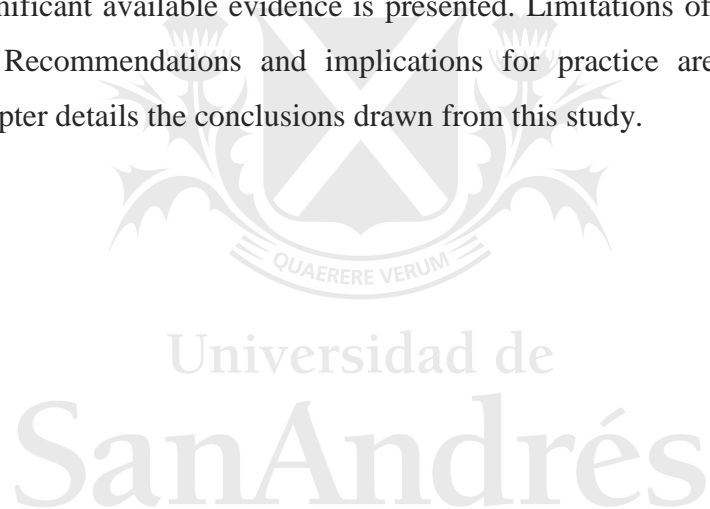 nificant available evidence is presented. Limitations of
Recommendations and implications for practice are
pter details the conclusions drawn from this study.
QUAERERE VERUM
Universidad de
SanAndrés